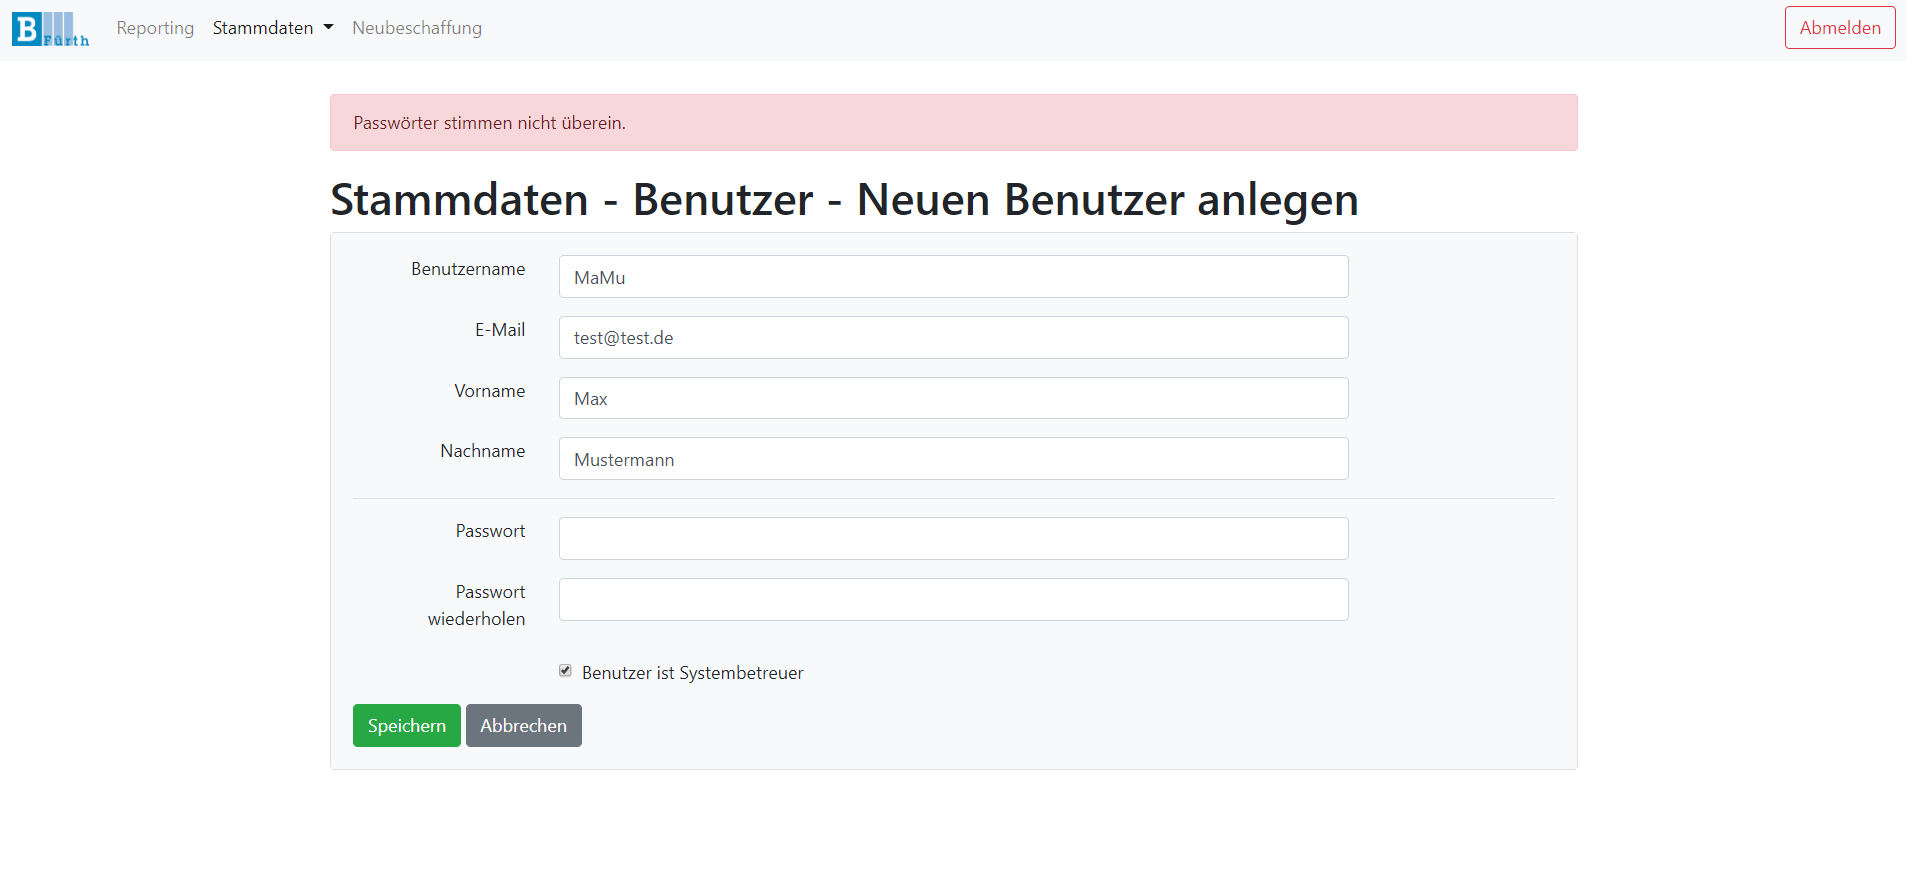 B Fürth
Reporting Stammdaten Neubeschaffung Abmelden
Passwörter stimmen nicht überein.
Stammdaten - Benutzer - Neuen Benutzer anlegen
Benutzername MaMu
E-Mail test@test.de
Vorname Max
Nachname Mustermann
Passwort
Passwort
wiederholen
Benutzer ist Systembetreuer
Speichern Abbrechen